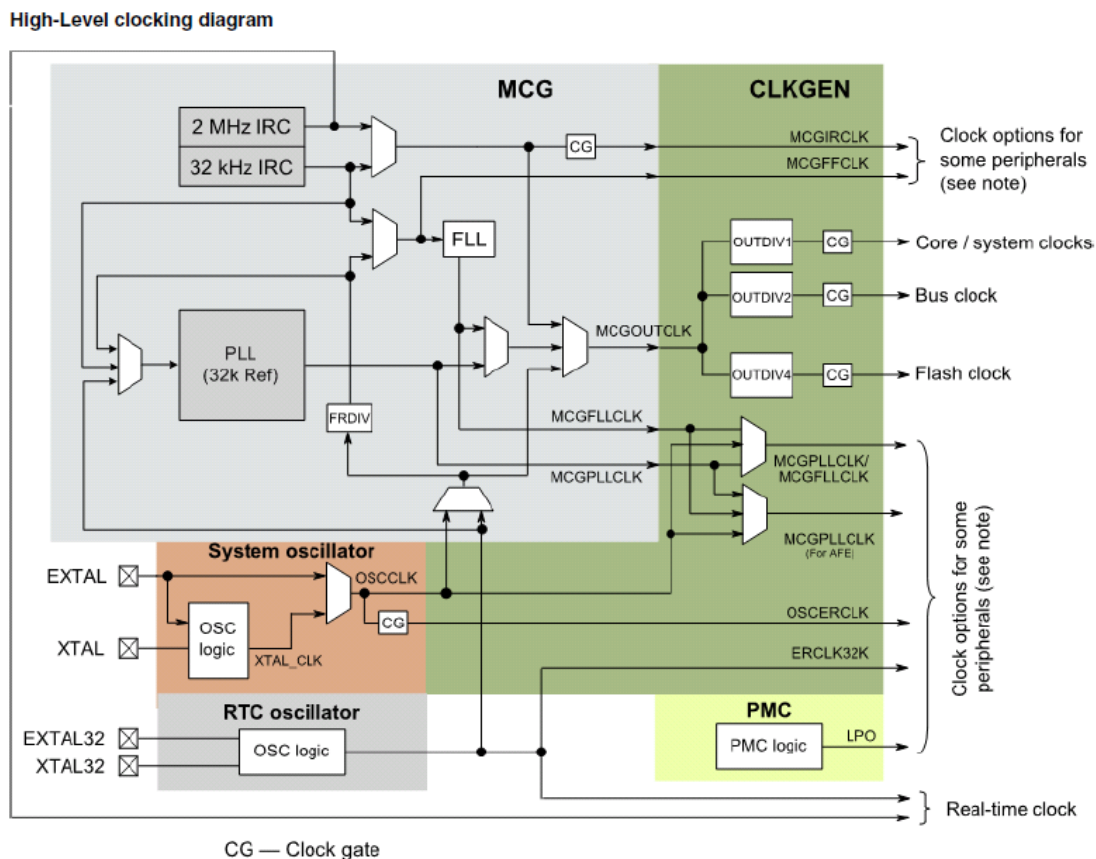 High-Level clocking diagram
MCG
CLKGEN
2 MHz IRC
32 kHz IRC
CG
MCGIRCLK
MCGFFCLK
Clock options for
some peripherals
(see note)
FLL
OUTDIV1
CG
Core / system clocks
OUTDIV2
CG
Bus clock
MCGOUTCLK
PLL
(32k Ref)
OUTDIV4
CG
Flash clock
FRDIV
MCGFLLCLK
MCGPLLCLK
MCGPLLCLK/
MCGFLLCLK
MCGPLLCLK
(For AFE)
System oscillator
EXTAL
OSCCLK
OSC
logic
CG
OSCERCLK
XTAL
XTAL_CLK
ERCLK32K
Clock options for some
peripherals (see note)
RTC oscillator
PMC
EXTAL32
XTAL32
OSC logic
PMC logic
LPO
Real-time clock
CG — Clock gate